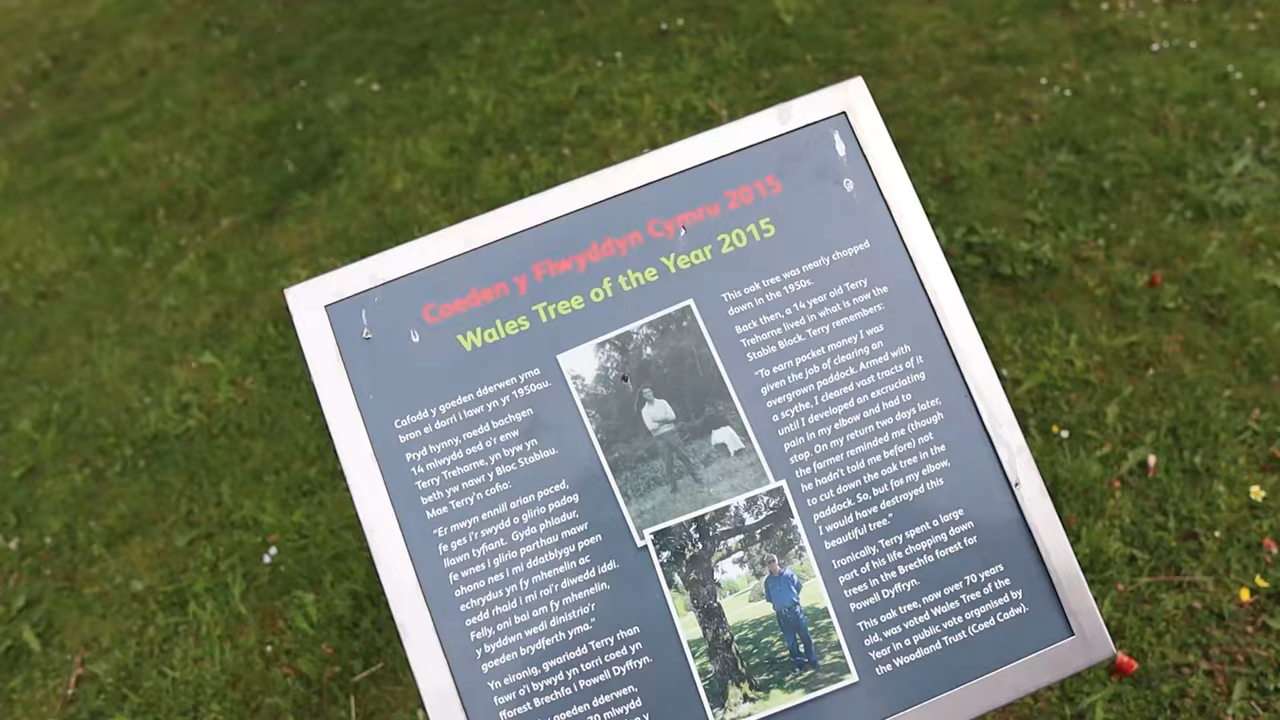 Coeden y Flwyddyn Cymru 2015
Wales Tree of the Year 2015
Cafodd y goeden dderwen yma
bron ei dorri i lawr yn yr 1950au.
Pryd hynny, roedd bachgen
14 mlwydd oed o'r enw
Terry Treharne, yn byw yn
beth yw nawr y Bloc Stablau.
Mae Terry'n cofio:
"Er mwyn ennill arian poced,
fe ges i'r swydd o glirio padog
llawn tyfiant. Gyda phladur,
fe wnes i glirio parthau mawr
ohono nes i mi ddatblygu poen
echrydus yn fy mhenelin ac
oedd rhaid i mi roi'r diwedd iddi.
Felly, oni bai am fy mhenelin,
y byddwn wedi dinistrio'r
goeden brydferth yma."
Yn eironig, gwariodd Terry rhan
fawr o'i bywyd yn torri coed yn
fforest Brechfa i Powell Dyffryn.
goeden dderwen,
70 mlwydd
This oak tree was nearly chopped
down in the 1950s.
Back then, a 14 year old Terry
Treharne lived in what is now the
Stable Block. Terry remembers:
"To earn pocket money I was
given the job of clearing an
overgrown paddock. Armed with
a scythe, I cleared vast tracts of it
until I developed an excruciating
pain in my elbow and had to
stop. On my return two days later,
the farmer reminded me (though
he hadn't told me before) not
to cut down the oak tree in the
paddock. So, but for my elbow,
I would have destroyed this
beautiful tree."
Ironically, Terry spent a large
part of his life chopping down
trees in the Brechfa forest for
Powell Dyffryn.
This oak tree, now over 70 years
old, was voted Wales Tree of the
Year in a public vote organised by
the Woodland Trust (Coed Cadw).